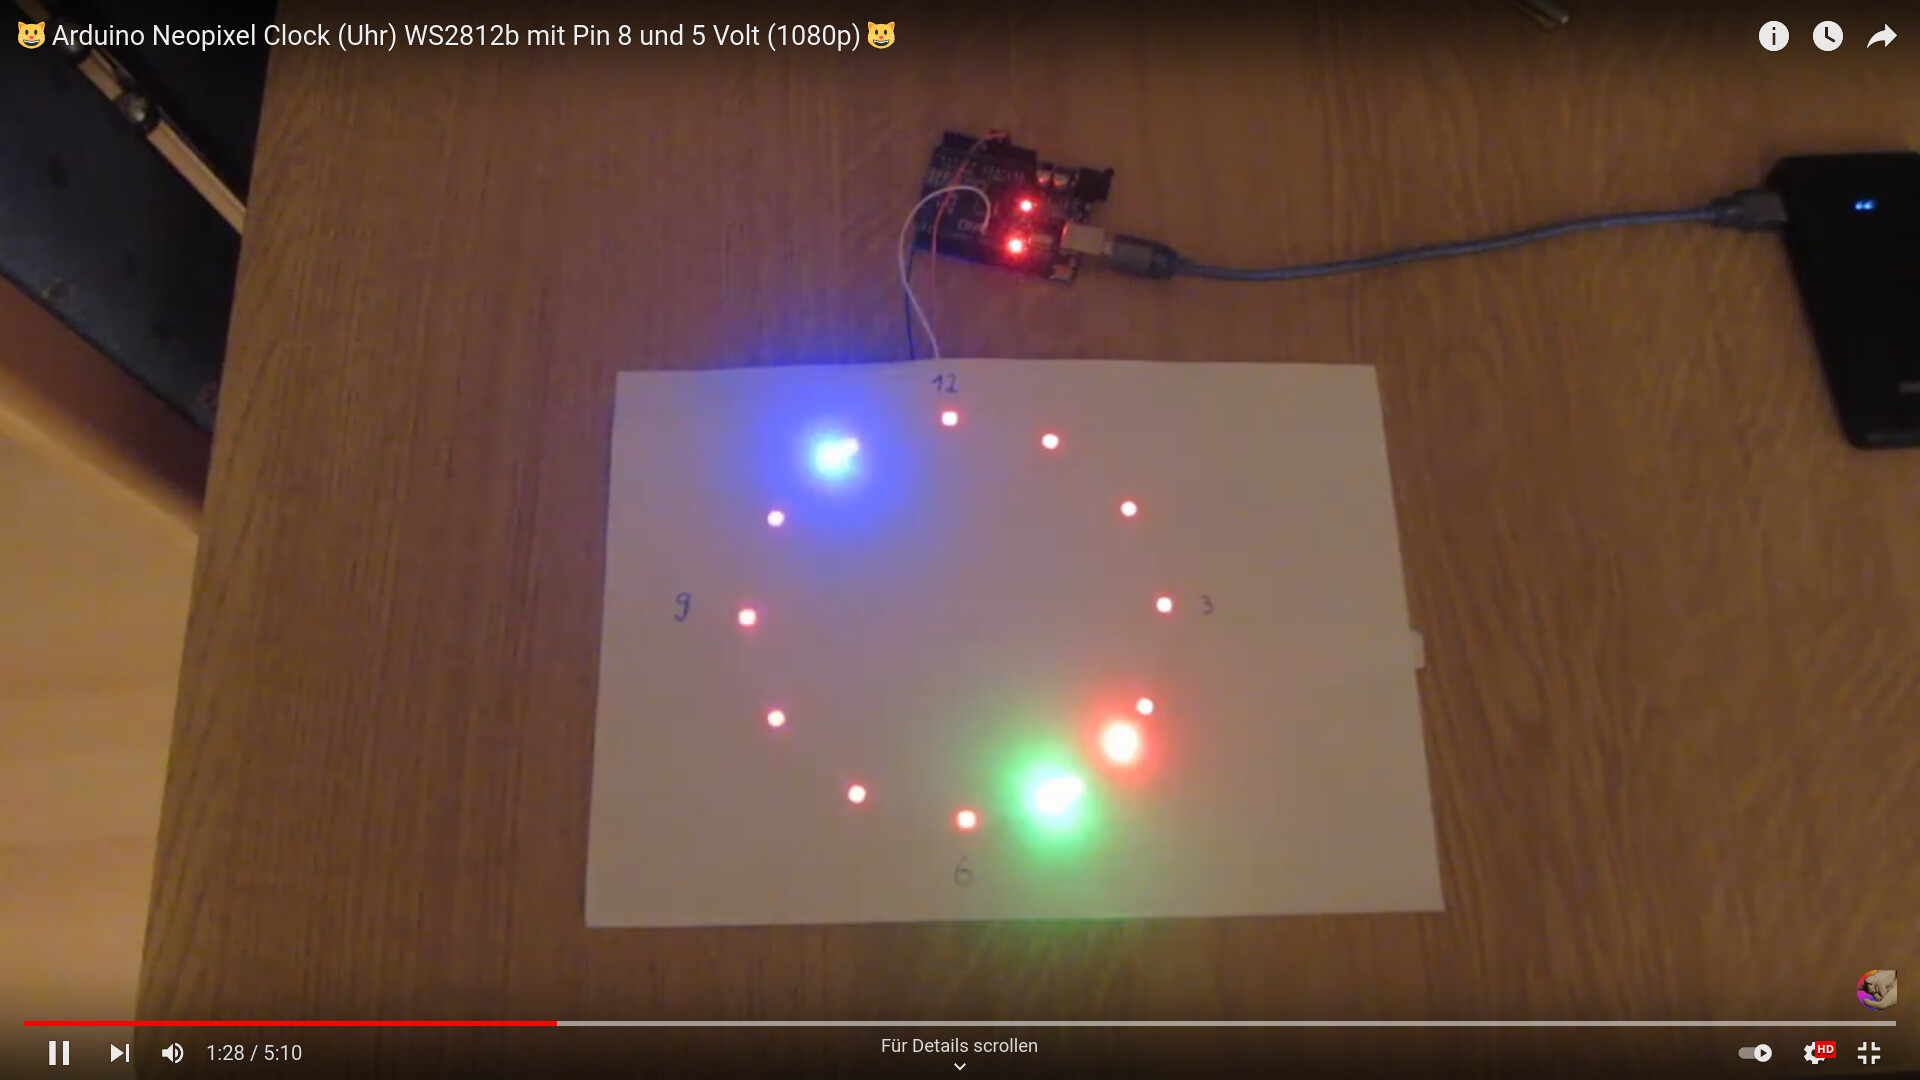 😺Arduino Neopixel Clock (Uhr) WS2812b mit Pin 8 und 5 Volt (1080p)😺
12
9
3
6
1:28 / 5:10
Für Details scrollen
HD